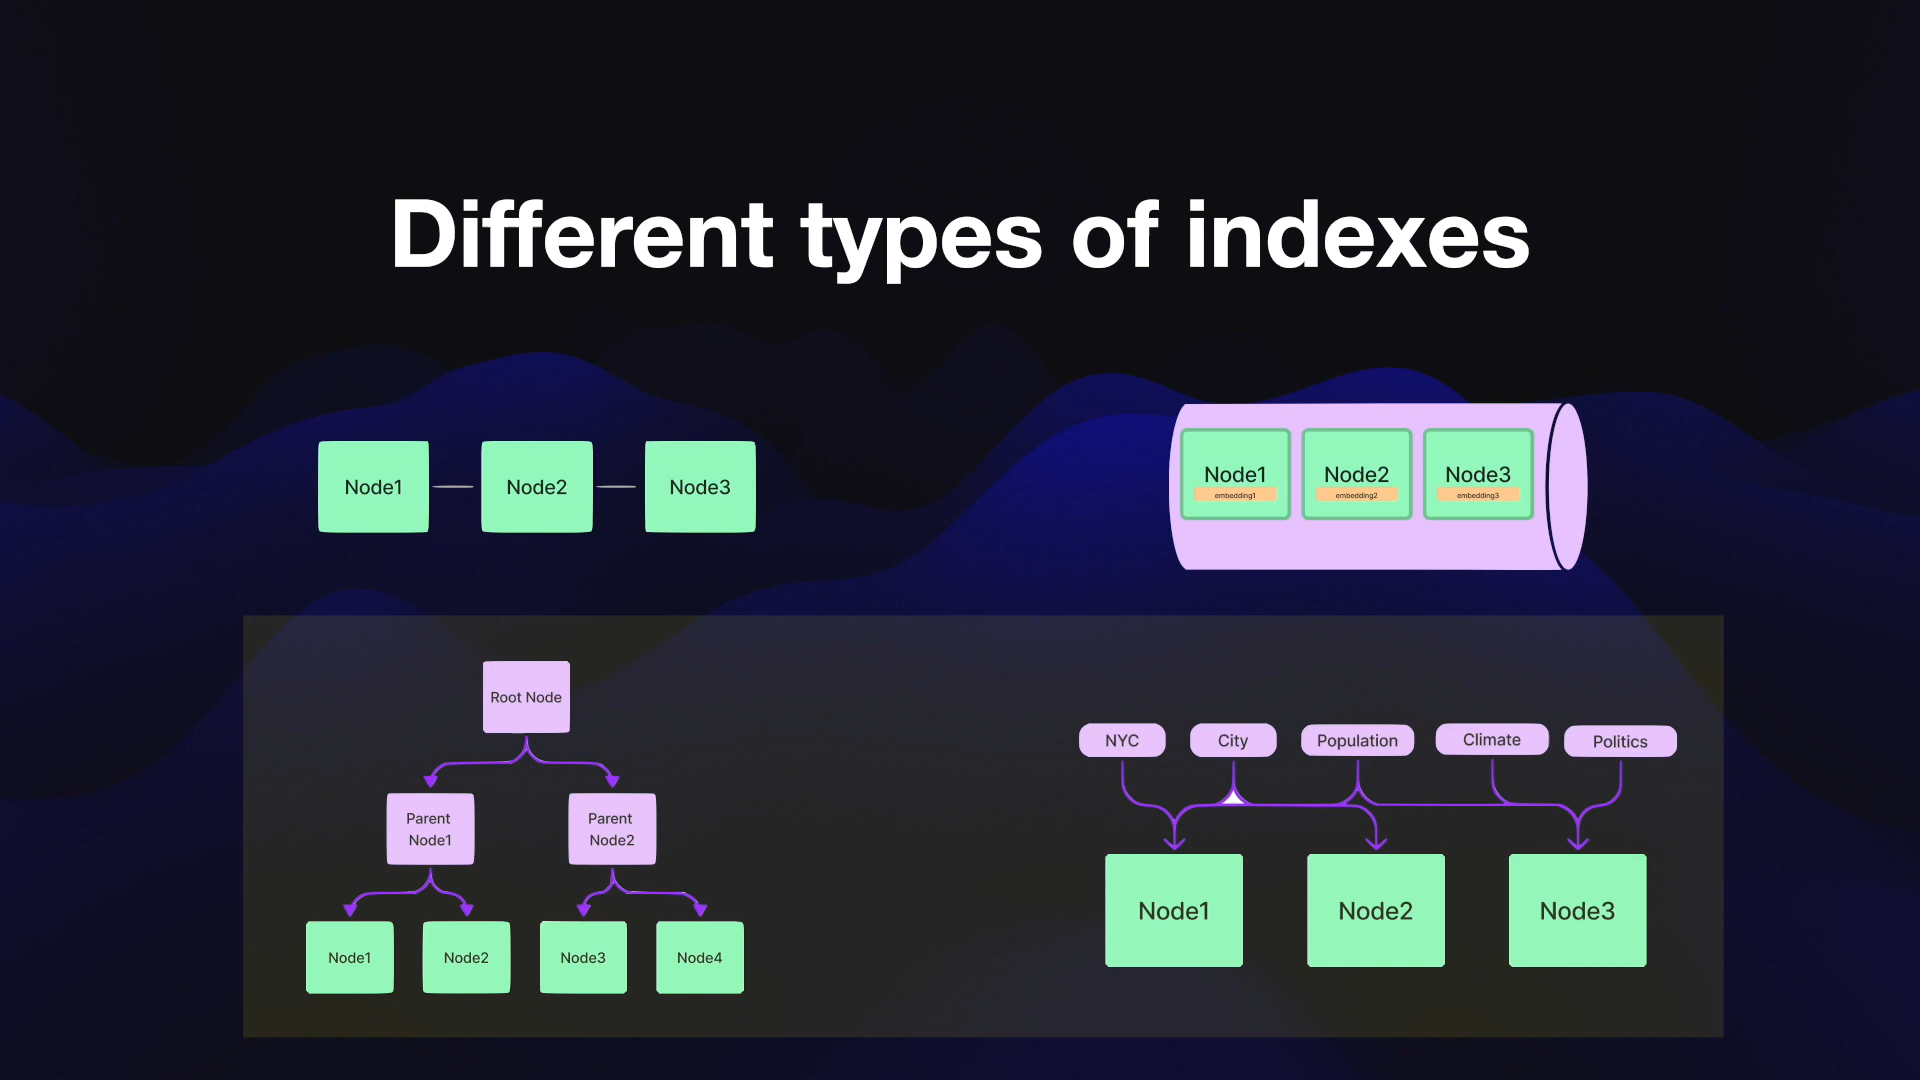 Different types of indexes
Node1
Node2
Node3
Node1
embedding1
Node2
embedding2
Node3
embedding3
Root Node
Parent
Node1
Parent
Node2
Node1
Node2
Node3
Node4
NYC
City
Population
Climate
Politics
Node1
Node2
Node3